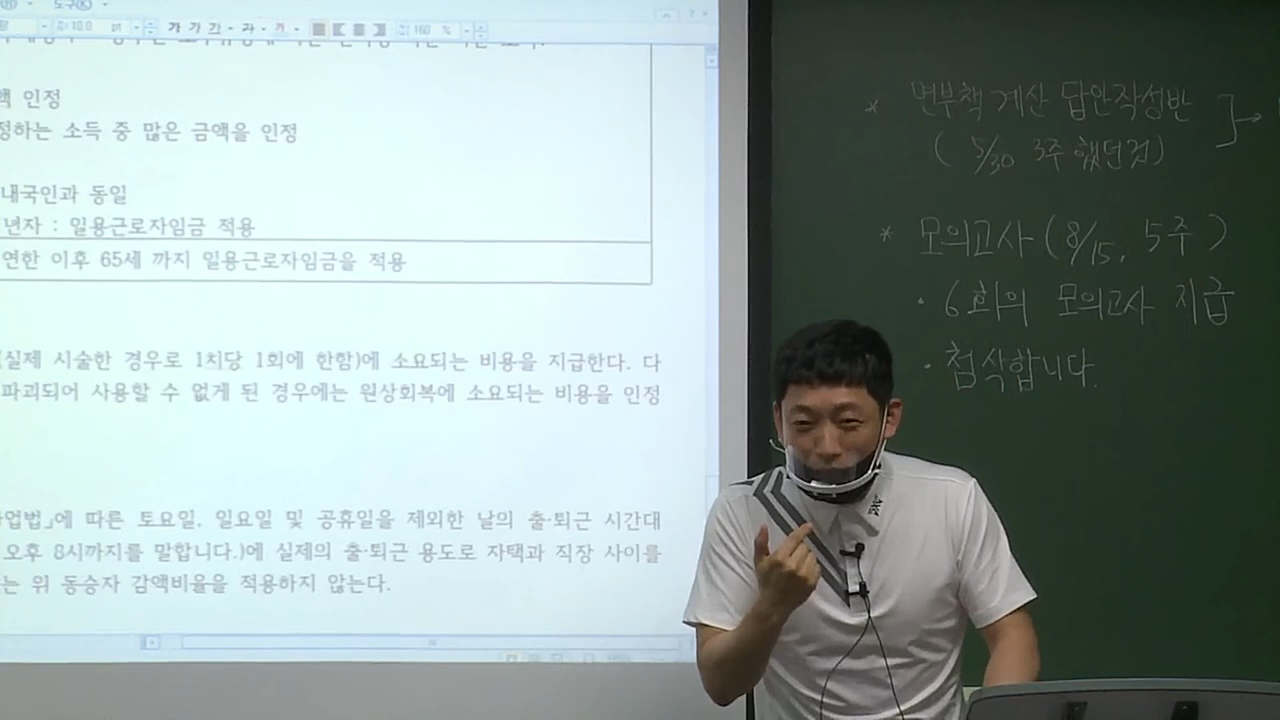 도구(K)
10.0 pt 가 가 가 가 가 160 %
액 인정
정하는 소득 중 많은 금액을 인정
내국인과 동일
년자 : 일용근로자임금 적용
연한 이후 65세 까지 일용근로자임금을 적용
(실제 시술한 경우로 1치당 1회에 한함)에 소요되는 비용을 지급한다. 다
파괴되어 사용할 수 없게 된 경우에는 원상회복에 소요되는 비용을 인정
업법」에 따른 토요일, 일요일 및 공휴일을 제외한 날의 출·퇴근 시간대
오후 8시까지를 말합니다.)에 실제의 출·퇴근 용도로 자택과 직장 사이를
는 위 동승자 감액비율을 적용하지 않는다.
* 면부책 계산 답안작성반
( 5/30 3주 했던것)
* 모의고사 (8/15, 5주 )
· 6회의 모의고사 지급
· 첨삭합니다.